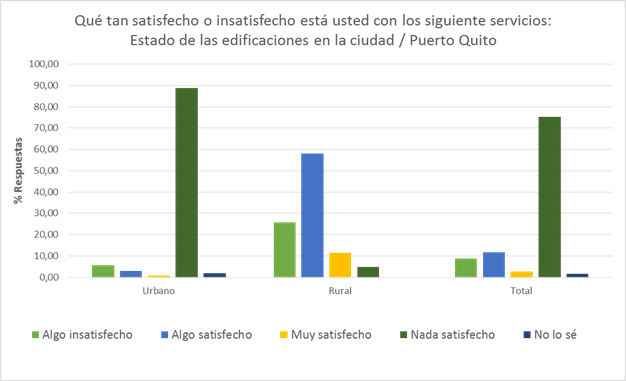 Qué tan satisfecho o insatisfecho está usted con los siguiente servicios:
Estado de las edificaciones en la ciudad / Puerto Quito
% Respuestas
100,00
90,00
80,00
70,00
60,00
50,00
40,00
30,00
20,00
10,00
0,00
Urbano Rural Total
Algo insatisfecho Algo satisfecho Muy satisfecho Nada satisfecho No lo sé